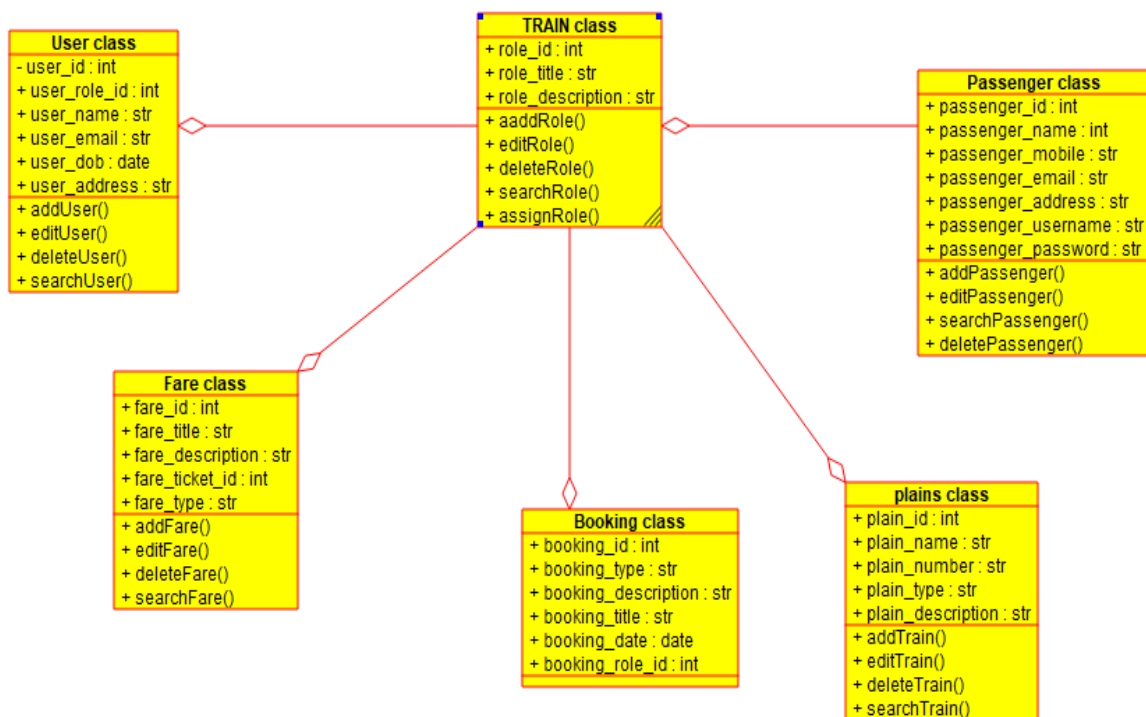 User class
- user_id : int
+ user_role_id : int
+ user_name : str
+ user_email : str
+ user_dob : date
+ user_address : str
+ addUser()
+ editUser()
+ deleteUser()
+ searchUser()
TRAIN class
+ role_id : int
+ role_title : str
+ role_description : str
+ aaddRole()
+ editRole()
+ deleteRole()
+ searchRole()
+ assignRole()
Passenger class
+ passenger_id : int
+ passenger_name : int
+ passenger_mobile : str
+ passenger_email : str
+ passenger_address : str
+ passenger_username : str
+ passenger_password : str
+ addPassenger()
+ editPassenger()
+ searchPassenger()
+ deletePassenger()
Fare class
+ fare_id : int
+ fare_title : str
+ fare_description : str
+ fare_ticket_id : int
+ fare_type : str
+ addFare()
+ editFare()
+ deleteFare()
+ searchFare()
Booking class
+ booking_id : int
+ booking_type : str
+ booking_description : str
+ booking_title : str
+ booking_date : date
+ booking_role_id : int
plains class
+ plain_id : int
+ plain_name : str
+ plain_number : str
+ plain_type : str
+ plain_description : str
+ addTrain()
+ editTrain()
+ deleteTrain()
+ searchTrain()